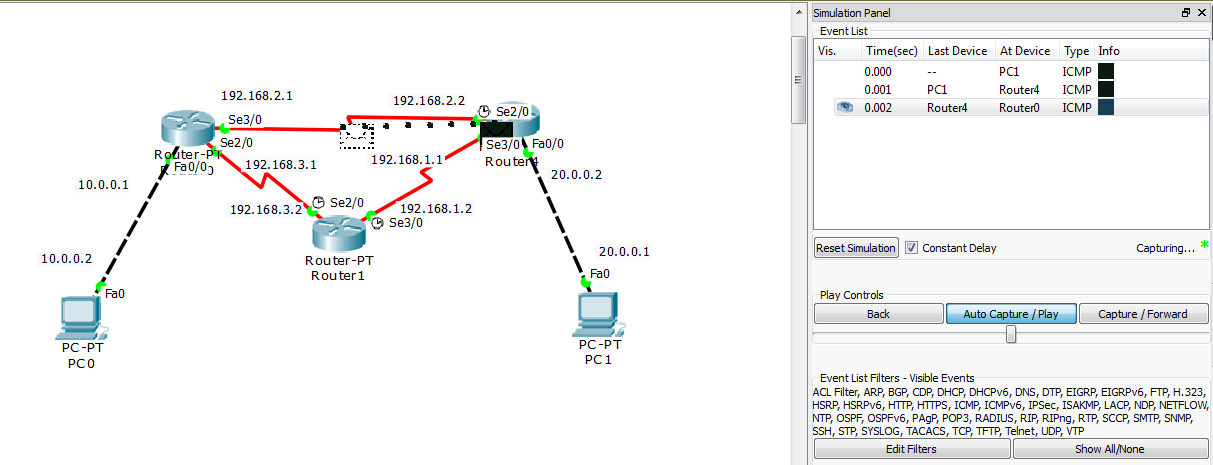 192.168.2.1
192.168.2.2
Se3/0
Se2/0
Se2/0
Router-PT
Fa0/0
Se3/0
Fa0/0
Router4
10.0.0.1
192.168.3.1
192.168.1.1
20.0.0.2
192.168.3.2
Se2/0
192.168.1.2
Se3/0
Router-PT
Router1
10.0.0.2
Fa0
20.0.0.1
Fa0
PC-PT
PC0
PC-PT
PC1
Simulation Panel
Event List
Vis. Time(sec) Last Device At Device Type Info
0.000 -- PC1 ICMP
0.001 PC1 Router4 ICMP
0.002 Router4 Router0 ICMP
Reset Simulation Constant Delay Capturing... *
Play Controls
Back Auto Capture / Play Capture / Forward
Event List Filters - Visible Events
ACL Filter, ARP, BGP, CDP, DHCP, DHCPv6, DNS, DTP, EIGRP, EIGRPv6, FTP, H.323,
HSRP, HSRPv6, HTTP, HTTPS, ICMP, ICMPv6, IPSec, ISAKMP, LACP, NDP, NETFLOW,
NTP, OSPF, OSPFv6, PAgP, POP3, RADIUS, RIP, RIPng, RTP, SCCP, SMTP, SNMP,
SSH, STP, SYSLOG, TACACS, TCP, TFTP, Telnet, UDP, VTP
Edit Filters Show All/None